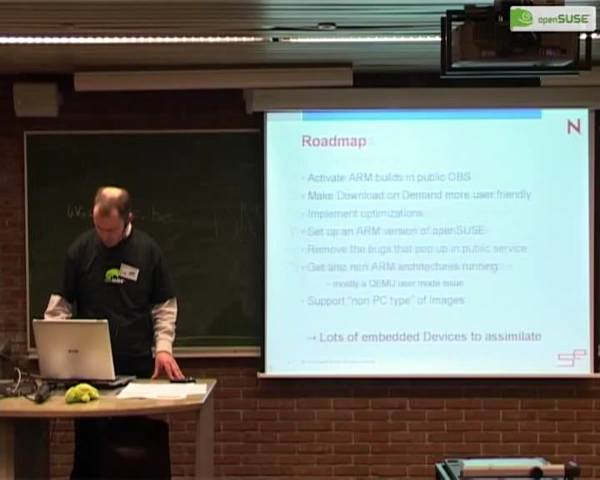 openSUSE
N
Roadmap
Activate ARM builds in public OBS
Make Download on Demand more user friendly
Implement optimizations
Set up an ARM version of openSUSE
Remove the bugs that pop up in public service
Get also non ARM architectures running
- mostly a QEMU user mode issue
Support "non PC type" of Images
→ Lots of embedded Devices to assimilate